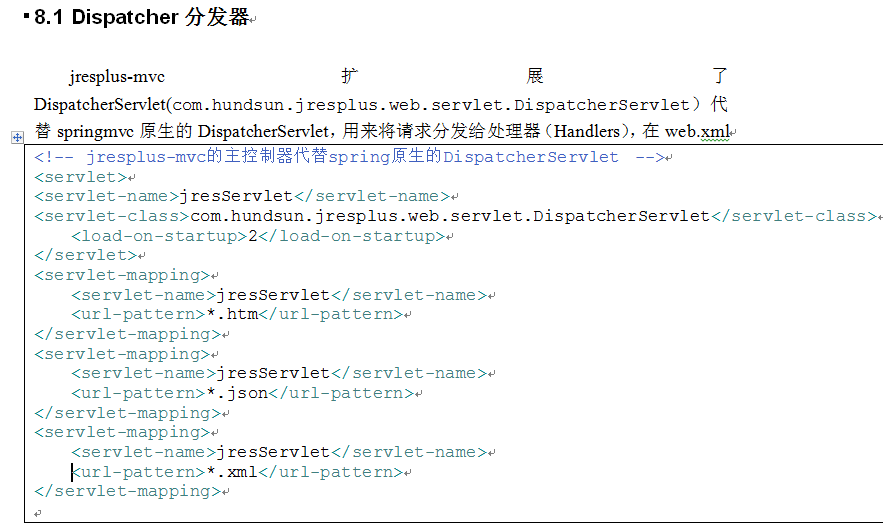 8.1 Dispatcher 分发器
jresplus-mvc 扩 展 了
DispatcherServlet(com.hundsun.jresplus.web.servlet.DispatcherServlet）代
替 springmvc 原生的 DispatcherServlet，用来将请求分发给处理器（Handlers），在 web.xml
<!-- jresplus-mvc的主控制器代替spring原生的DispatcherServlet -->
<servlet>
<servlet-name>jresServlet</servlet-name>
<servlet-class>com.hundsun.jresplus.web.servlet.DispatcherServlet</servlet-class>
<load-on-startup>2</load-on-startup>
</servlet>
<servlet-mapping>
<servlet-name>jresServlet</servlet-name>
<url-pattern>*.htm</url-pattern>
</servlet-mapping>
<servlet-mapping>
<servlet-name>jresServlet</servlet-name>
<url-pattern>*.json</url-pattern>
</servlet-mapping>
<servlet-mapping>
<servlet-name>jresServlet</servlet-name>
<url-pattern>*.xml</url-pattern>
</servlet-mapping>